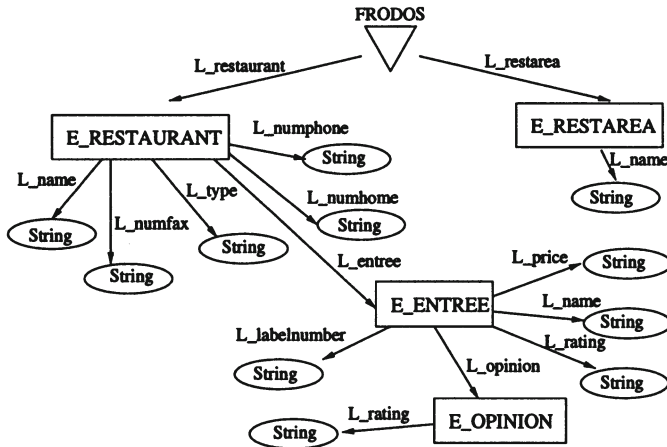 FRODOS
L_restaurant
L_restarea
E_RESTAURANT
L_numphone
E_RESTAREA
String
L_name
L_name
L_type
L_numhome
String
L_numfax
String
String
String
String
L_entree
L_price
String
E_ENTREE
L_name
String
L_labelnumber
L_rating
String
L_opinion
String
L_rating
E_OPINION
String